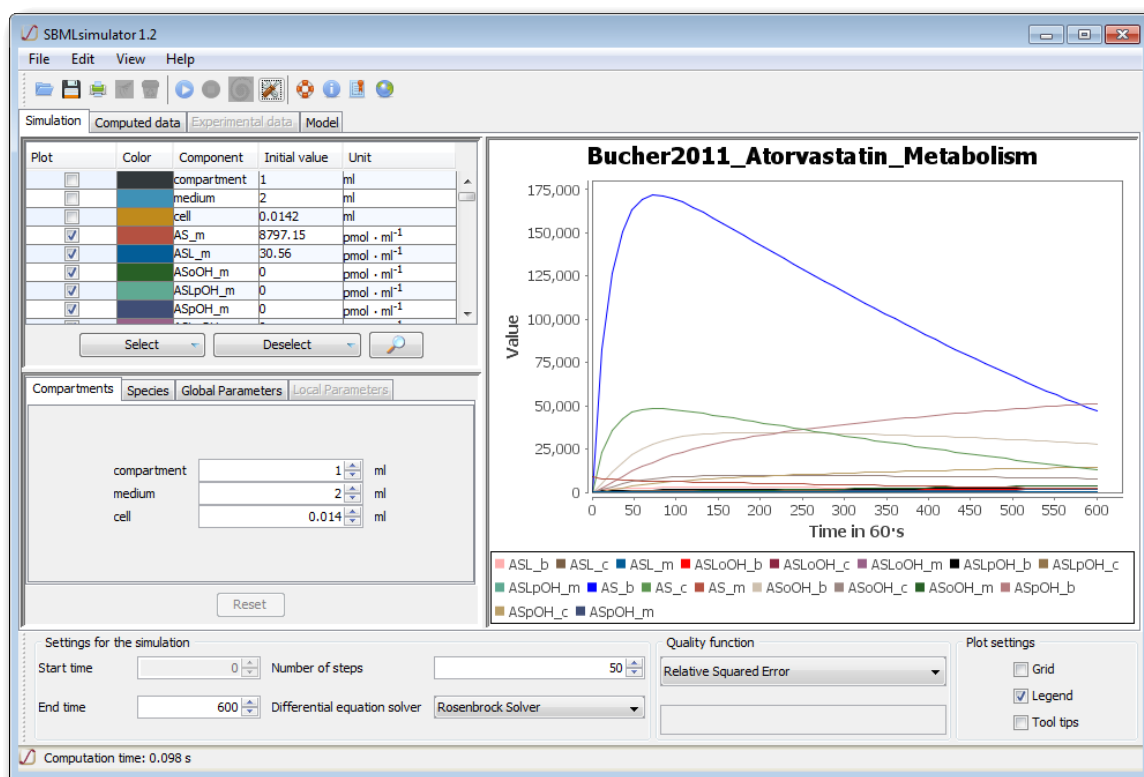 SBMLsimulator 1.2
File Edit View Help
Simulation Computed data Experimental data Model
Plot Color Component Initial value Unit
compartment 1 ml
medium 2 ml
cell 0.0142 ml
AS_m 8797.15 pmol · ml⁻¹
ASL_m 30.56 pmol · ml⁻¹
ASoOH_m 0 pmol · ml⁻¹
ASLpOH_m 0 pmol · ml⁻¹
ASpOH_m 0 pmol · ml⁻¹
Select Deselect
Compartments Species Global Parameters Local Parameters
compartment 1 ml
medium 2 ml
cell 0.014 ml
Reset
Bucher2011_Atorvastatin_Metabolism
175,000
150,000
125,000
100,000
75,000
50,000
25,000
0
Value
0 50 100 150 200 250 300 350 400 450 500 550 600
Time in 60·s
ASL_b ASL_c ASL_m ASLoOH_b ASLoOH_c ASLoOH_m ASLpOH_b ASLpOH_c
ASLpOH_m AS_b AS_c AS_m ASoOH_b ASoOH_c ASoOH_m ASpOH_b
ASpOH_c ASpOH_m
Settings for the simulation
Start time 0 Number of steps 50
End time 600 Differential equation solver Rosenbrock Solver
Quality function
Relative Squared Error
Plot settings
Grid
Legend
Tool tips
Computation time: 0.098 s